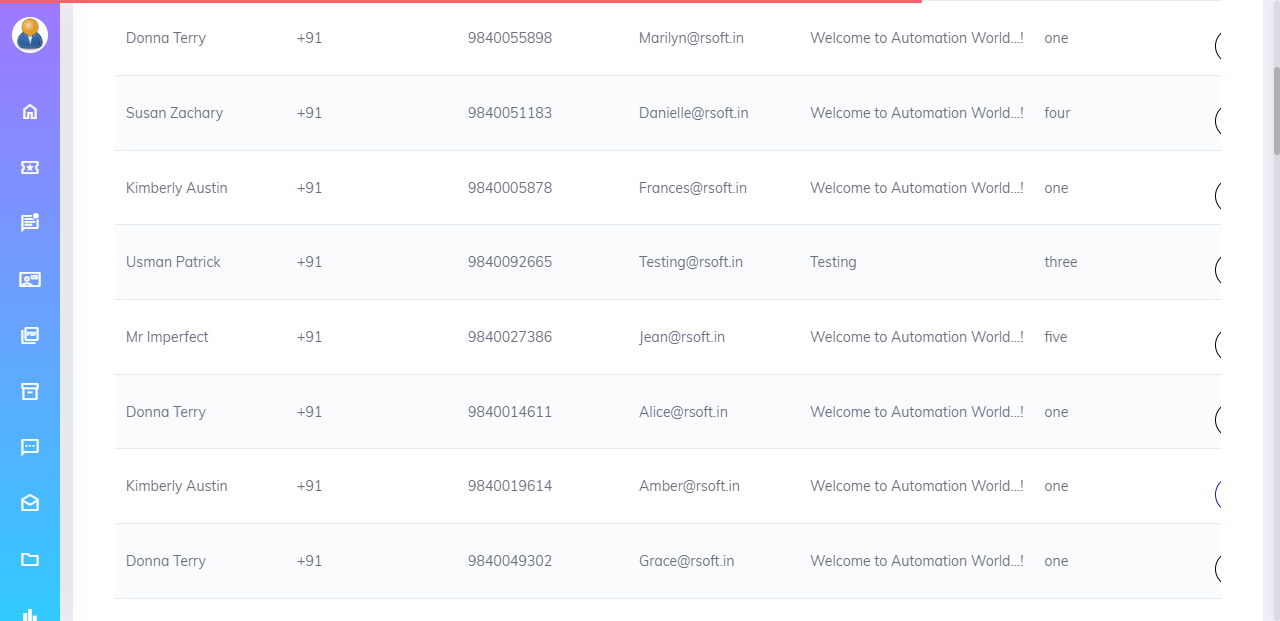 Donna Terry +91 9840055898 Marilyn@rsoft.in Welcome to Automation World...! one
Susan Zachary +91 9840051183 Danielle@rsoft.in Welcome to Automation World...! four
Kimberly Austin +91 9840005878 Frances@rsoft.in Welcome to Automation World...! one
Usman Patrick +91 9840092665 Testing@rsoft.in Testing three
Mr Imperfect +91 9840027386 Jean@rsoft.in Welcome to Automation World...! five
Donna Terry +91 9840014611 Alice@rsoft.in Welcome to Automation World...! one
Kimberly Austin +91 9840019614 Amber@rsoft.in Welcome to Automation World...! one
Donna Terry +91 9840049302 Grace@rsoft.in Welcome to Automation World...! one